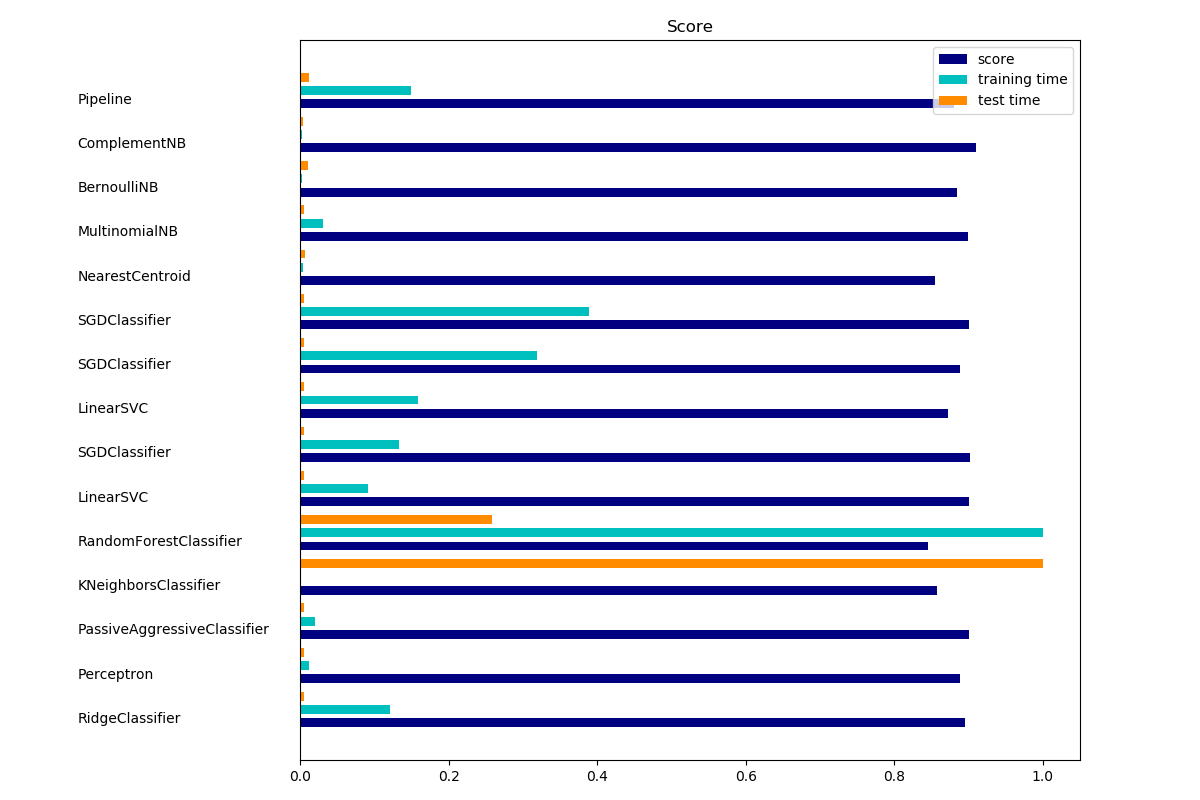 Score
score
training time
test time
Pipeline
ComplementNB
BernoulliNB
MultinomialNB
NearestCentroid
SGDClassifier
SGDClassifier
LinearSVC
SGDClassifier
LinearSVC
RandomForestClassifier
KNeighborsClassifier
PassiveAggressiveClassifier
Perceptron
RidgeClassifier
0.0 0.2 0.4 0.6 0.8 1.0